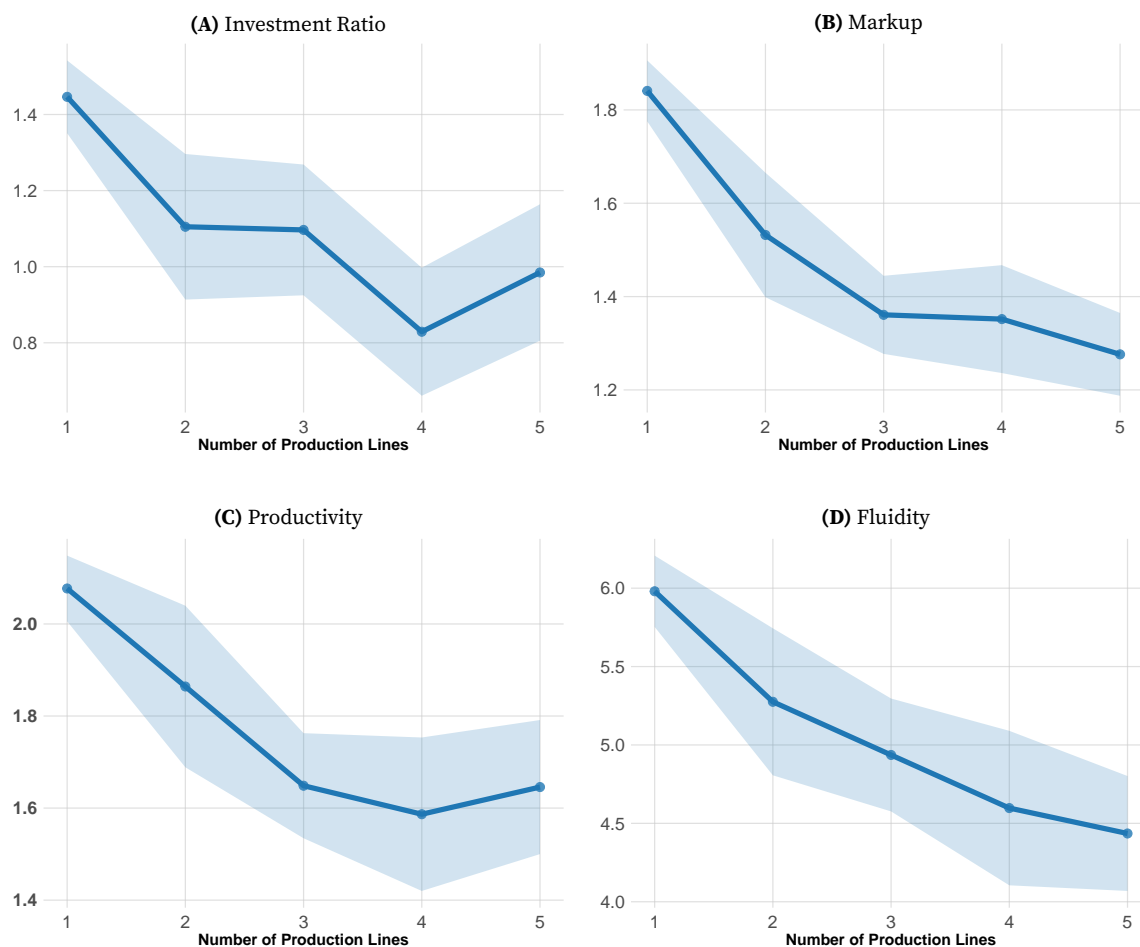 (A) Investment Ratio
1.4
1.2
1.0
0.8
1 2 3 4 5
Number of Production Lines
(B) Markup
1.8
1.6
1.4
1.2
1 2 3 4 5
Number of Production Lines
(C) Productivity
2.0
1.8
1.6
1.4
1 2 3 4 5
Number of Production Lines
(D) Fluidity
6.0
5.5
5.0
4.5
4.0
1 2 3 4 5
Number of Production Lines